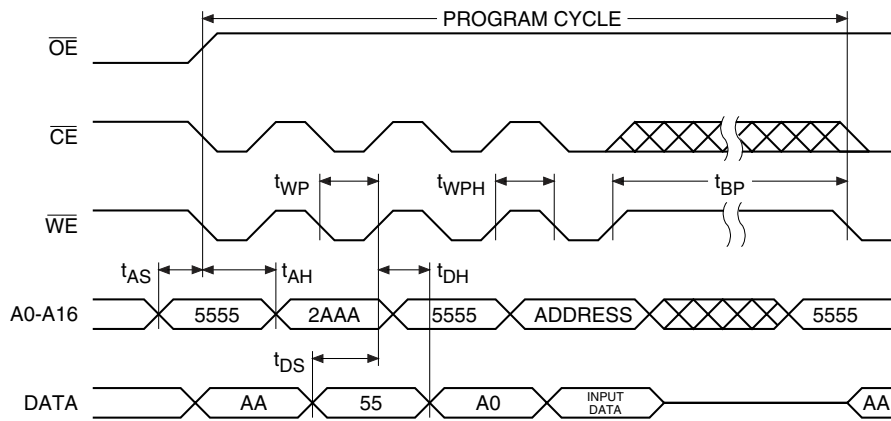 PROGRAM CYCLE
OE
CE
tWP
tWPH
tBP
WE
tAS
tAH
tDH
A0-A16
5555
2AAA
5555
ADDRESS
5555
tDS
DATA
AA
55
A0
INPUT
DATA
AA